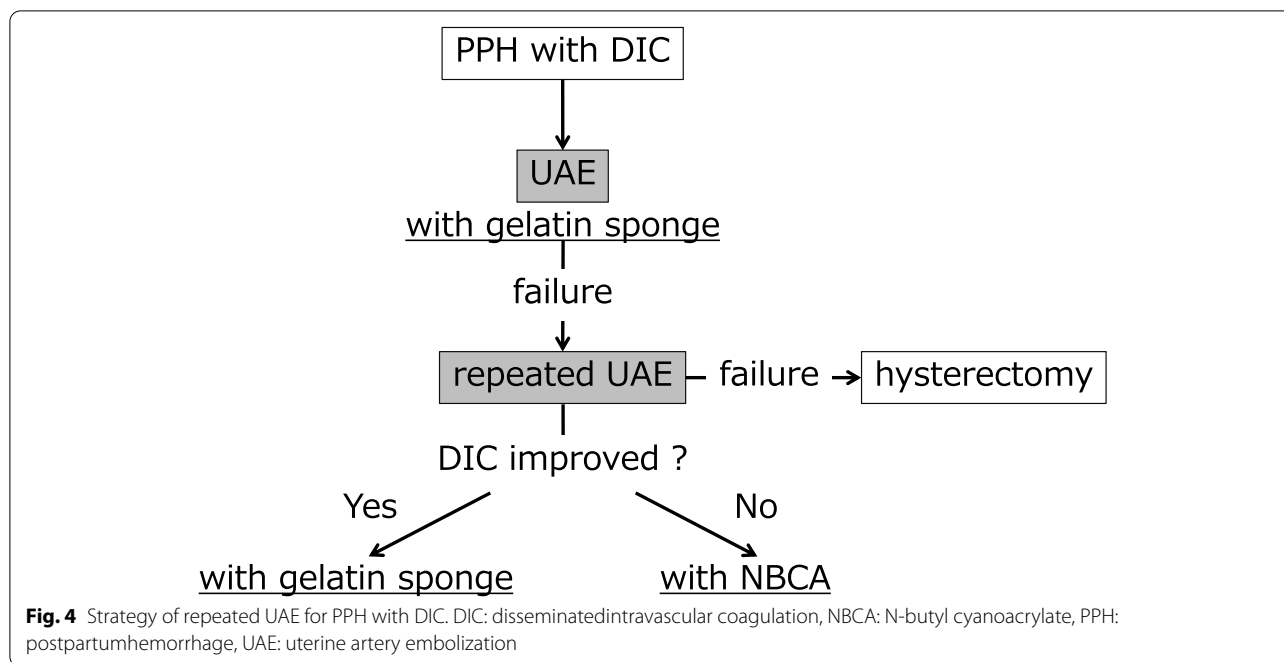 PPH with DIC
UAE
with gelatin sponge
failure
repeated UAE
failure
hysterectomy
DIC improved ?
Yes
No
with gelatin sponge
with NBCA
Fig. 4 Strategy of repeated UAE for PPH with DIC. DIC: disseminatedintravascular coagulation, NBCA: N-butyl cyanoacrylate, PPH:
postpartumhemorrhage, UAE: uterine artery embolization